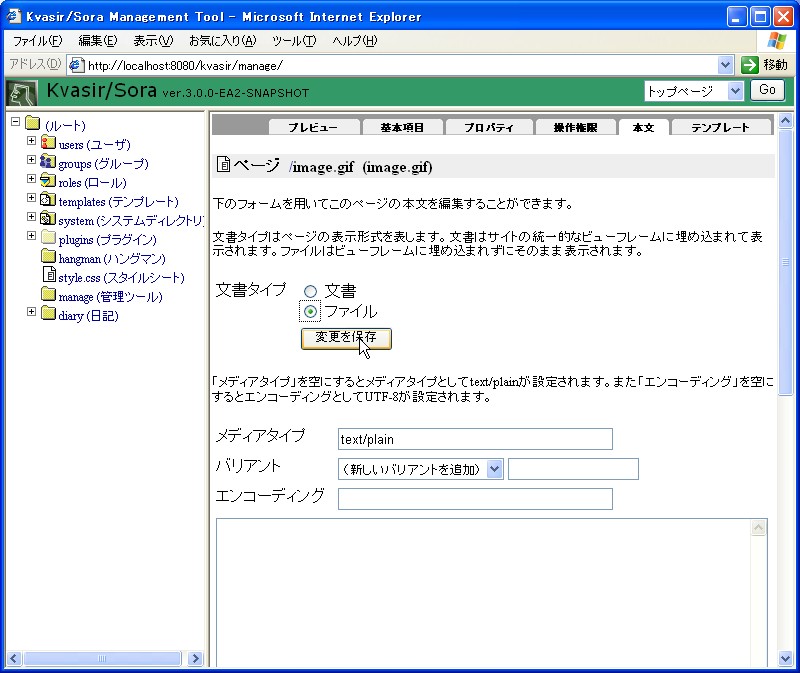 Kvasir/Sora Management Tool - Microsoft Internet Explorer
ファイル(F) 編集(E) 表示(V) お気に入り(A) ツール(T) ヘルプ(H)
アドレス(D) http://localhost:8080/kvasir/manage/ 移動
Kvasir/Sora ver.3.0.0-EA2-SNAPSHOT トップページ Go
(ルート)
users (ユーザ)
groups (グループ)
roles (ロール)
templates (テンプレート)
system (システムディレクトリ)
plugins (プラグイン)
hangman (ハングマン)
style.css (スタイルシート)
manage (管理ツール)
diary (日記)
プレビュー 基本項目 プロパティ 操作権限 本文 テンプレート
ページ /image.gif (image.gif)
下のフォームを用いてこのページの本文を編集することができます。
文書タイプはページの表示形式を表します。文書はサイトの統一的なビューフレームに埋め込まれて表
示されます。ファイルはビューフレームに埋め込まれずにそのまま表示されます。
文書タイプ 文書
ファイル
変更を保存
「メディアタイプ」を空にするとメディアタイプとしてtext/plainが設定されます。また「エンコーディング」を空に
するとエンコーディングとしてUTF-8が設定されます。
メディアタイプ text/plain
バリアント (新しいバリアントを追加)
エンコーディング